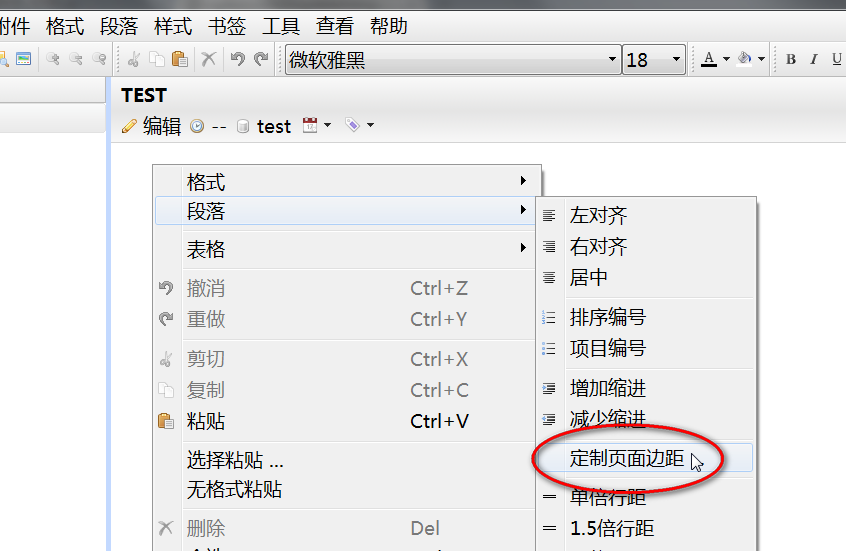 附件 格式 段落 样式 书签 工具 查看 帮助
微软雅黑 18 A B I U
TEST
编辑 -- test
格式
段落
表格
撤消 Ctrl+Z
重做 Ctrl+Y
剪切 Ctrl+X
复制 Ctrl+C
粘贴 Ctrl+V
选择粘贴 ...
无格式粘贴
删除 Del
左对齐
右对齐
居中
排序编号
项目编号
增加缩进
减少缩进
定制页面边距
单倍行距
1.5倍行距